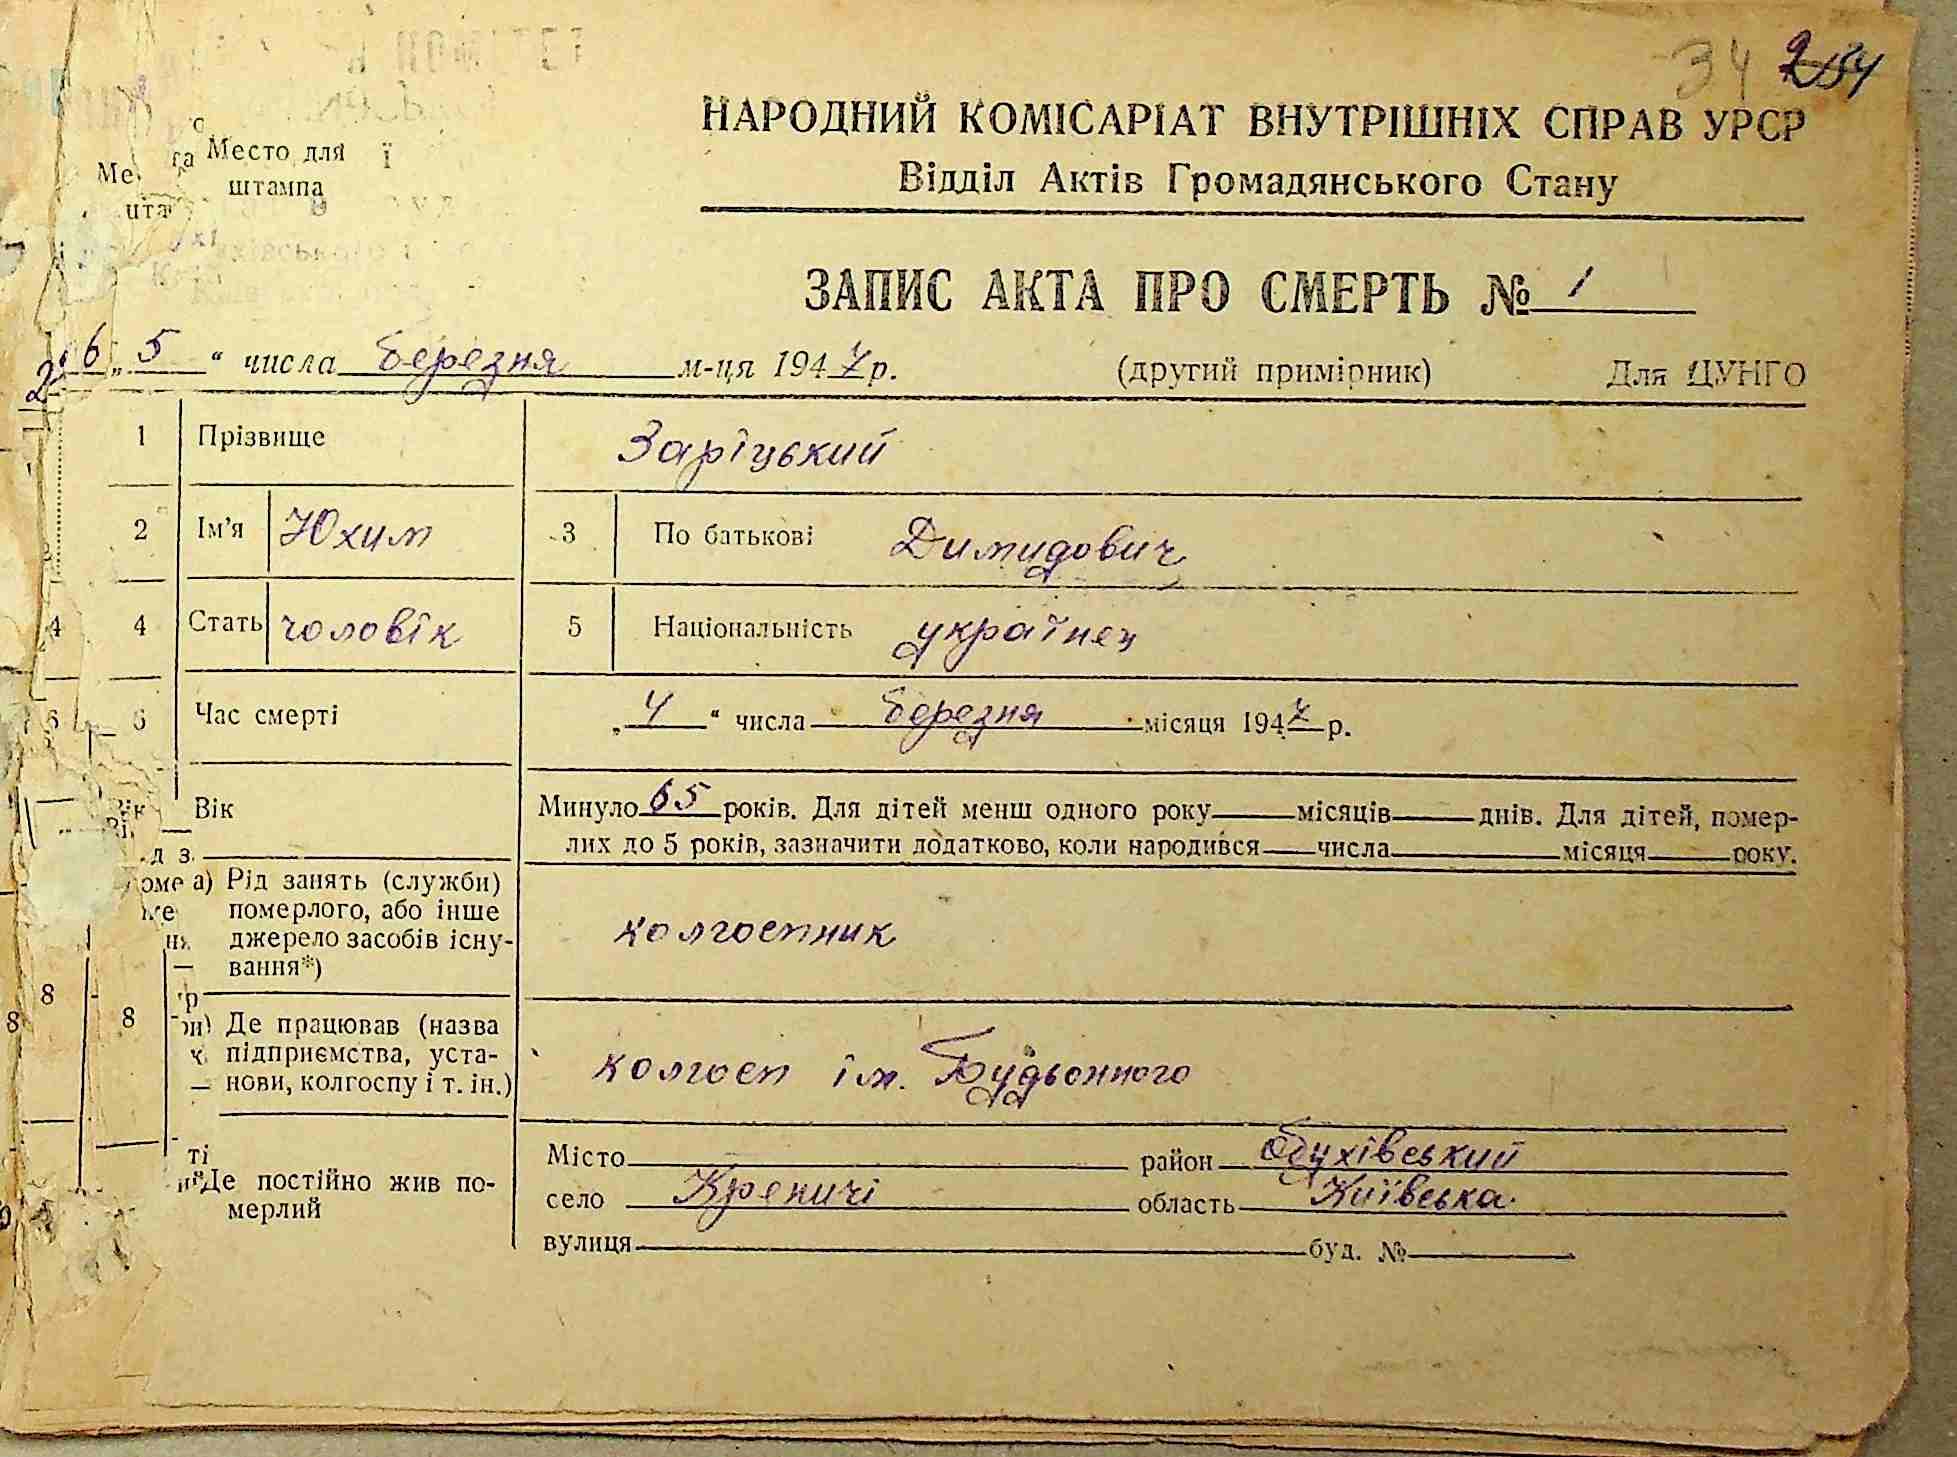 34 34
НАРОДНИЙ КОМІСАРІАТ ВНУТРІШНІХ СПРАВ УРСР
Відділ Актів Громадянського Стану
Место для
штампа
ЗАПИС АКТА ПРО СМЕРТЬ № 1
„ 5 “ числа березня м-ця 1947 р. (другий примірник) Для ЦУНГО
1 Прізвище Заріцький
2 Ім’я Юхим 3 По батькові Димидович
4 Стать чоловік 5 Національність українец
6 Час смерті „ 4 “ числа березня місяця 1947 р.
Вік Минуло 65 років. Для дітей менш одного року місяців днів. Для дітей, помер-
лих до 5 років, зазначити додатково, коли народився числа місяця року.
8 а) Рід занять (служби)
померлого, або інше
джерело засобів існу-
вання*)
колгоспник
Де працював (назва
підприємства, уста-
нови, колгоспу і т. ін.)
колгосп ім. Будьонного
Де постійно жив по-
мерлий
Місто район Обухівський
село Креничі область Київська
вулиця буд. №